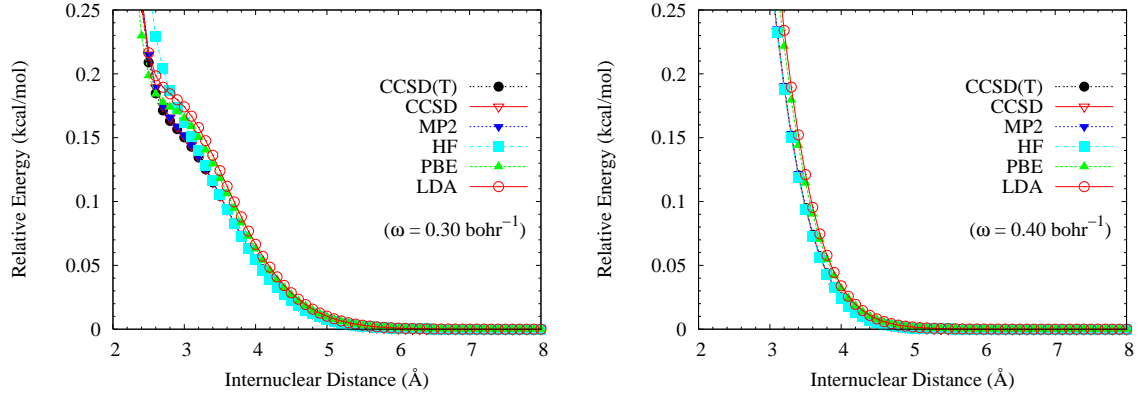 Relative Energy (kcal/mol)
0.25
0.2
0.15
0.1
0.05
0
CCSD(T)
CCSD
MP2
HF
PBE
LDA
(ω = 0.30 bohr⁻¹)
2 3 4 5 6 7 8
Internuclear Distance (Å)
Relative Energy (kcal/mol)
0.25
0.2
0.15
0.1
0.05
0
CCSD(T)
CCSD
MP2
HF
PBE
LDA
(ω = 0.40 bohr⁻¹)
2 3 4 5 6 7 8
Internuclear Distance (Å)